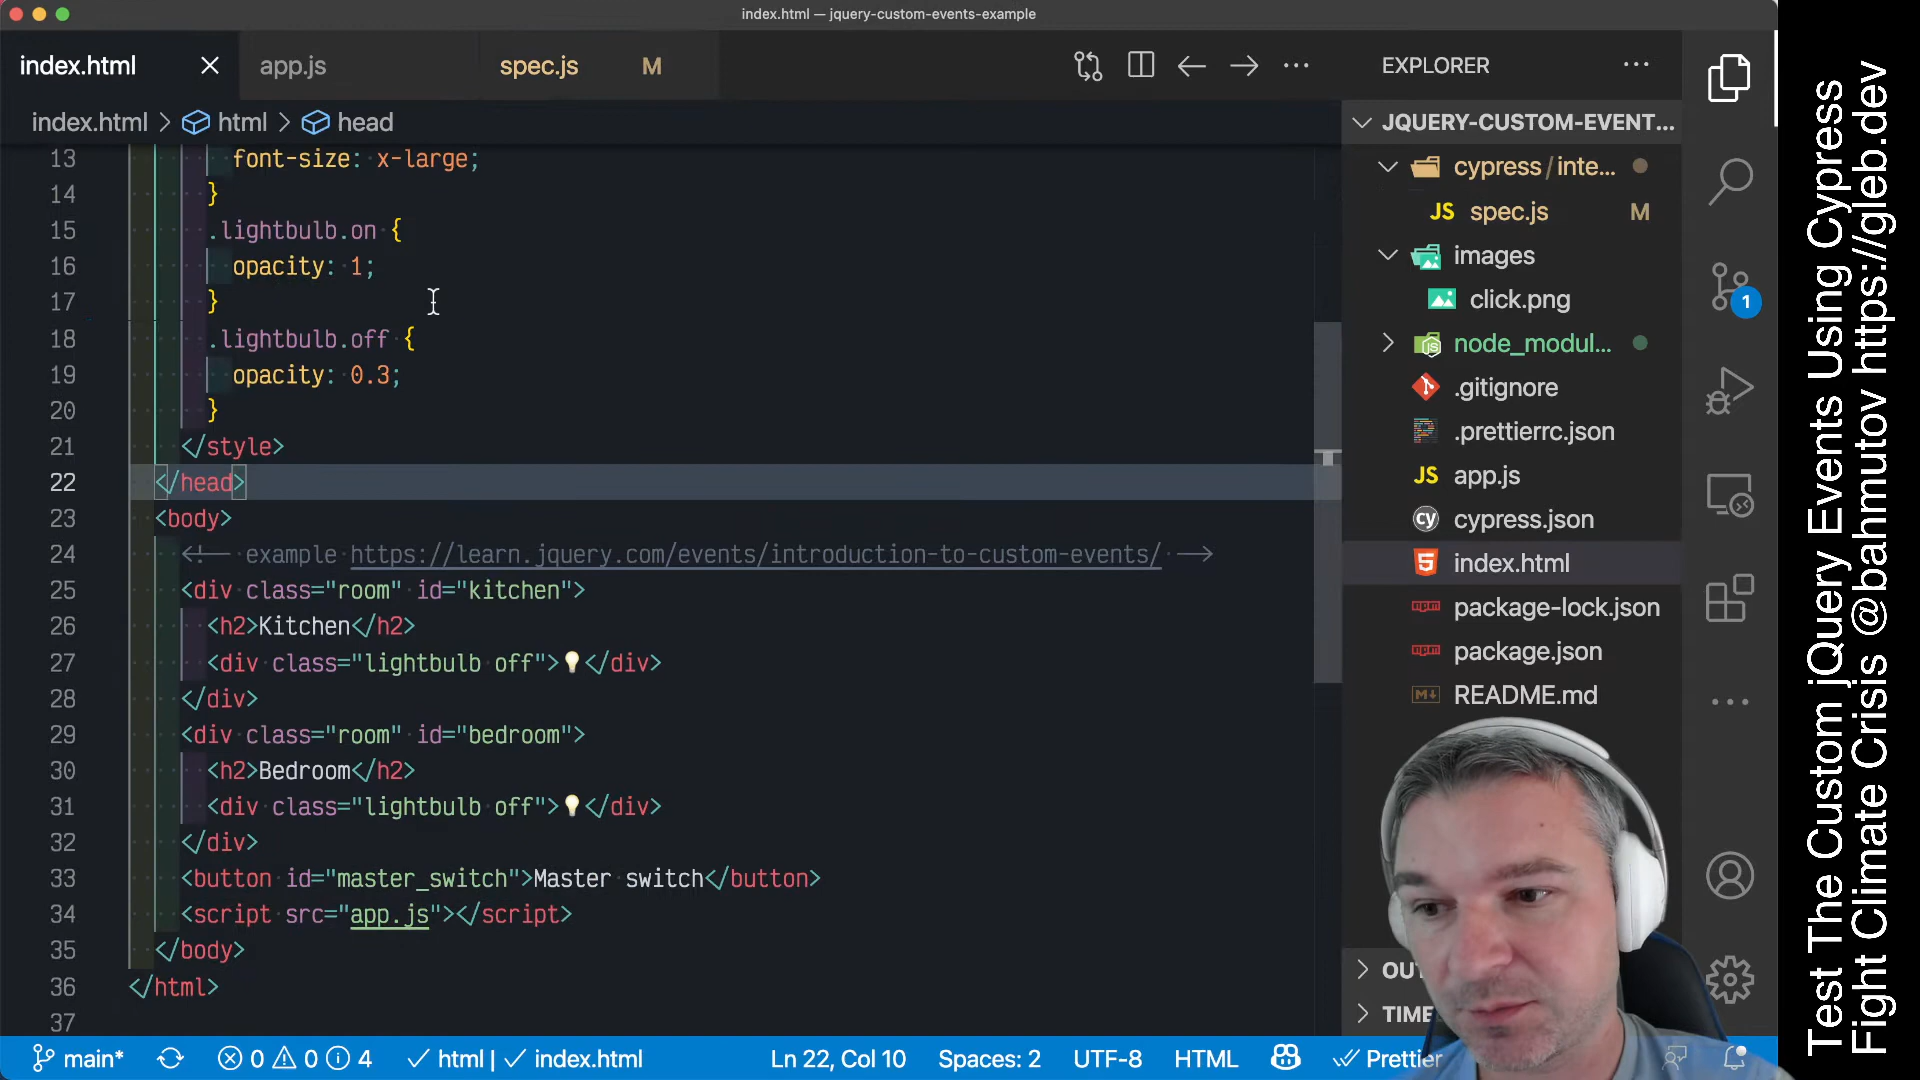 index.html — jquery-custom-events-example
index.html
app.js
spec.js M
EXPLORER
index.html > html > head
JQUERY-CUSTOM-EVENT...
13 font-size: x-large;
14 }
15 .lightbulb.on {
16 opacity: 1;
17 }
18 .lightbulb.off {
19 opacity: 0.3;
20 }
21 </style>
22 </head>
23 <body>
24 <!-- example https://learn.jquery.com/events/introduction-to-custom-events/ -->
25 <div class="room" id="kitchen">
26 <h2>Kitchen</h2>
27 <div class="lightbulb off">💡</div>
28 </div>
29 <div class="room" id="bedroom">
30 <h2>Bedroom</h2>
31 <div class="lightbulb off">💡</div>
32 </div>
33 <button id="master_switch">Master switch</button>
34 <script src="app.js"></script>
35 </body>
36 </html>
37
cypress/inte...
JS spec.js M
images
click.png
node_modul...
.gitignore
.prettierrc.json
JS app.js
cy cypress.json
5 index.html
npm package-lock.json
npm package.json
M README.md
OU
TIME
1
main* 0 0 4 html | index.html Ln 22, Col 10 Spaces: 2 UTF-8 HTML Prettier
Test The Custom jQuery Events Using Cypress
Fight Climate Crisis @bahmutov https://gleb.dev